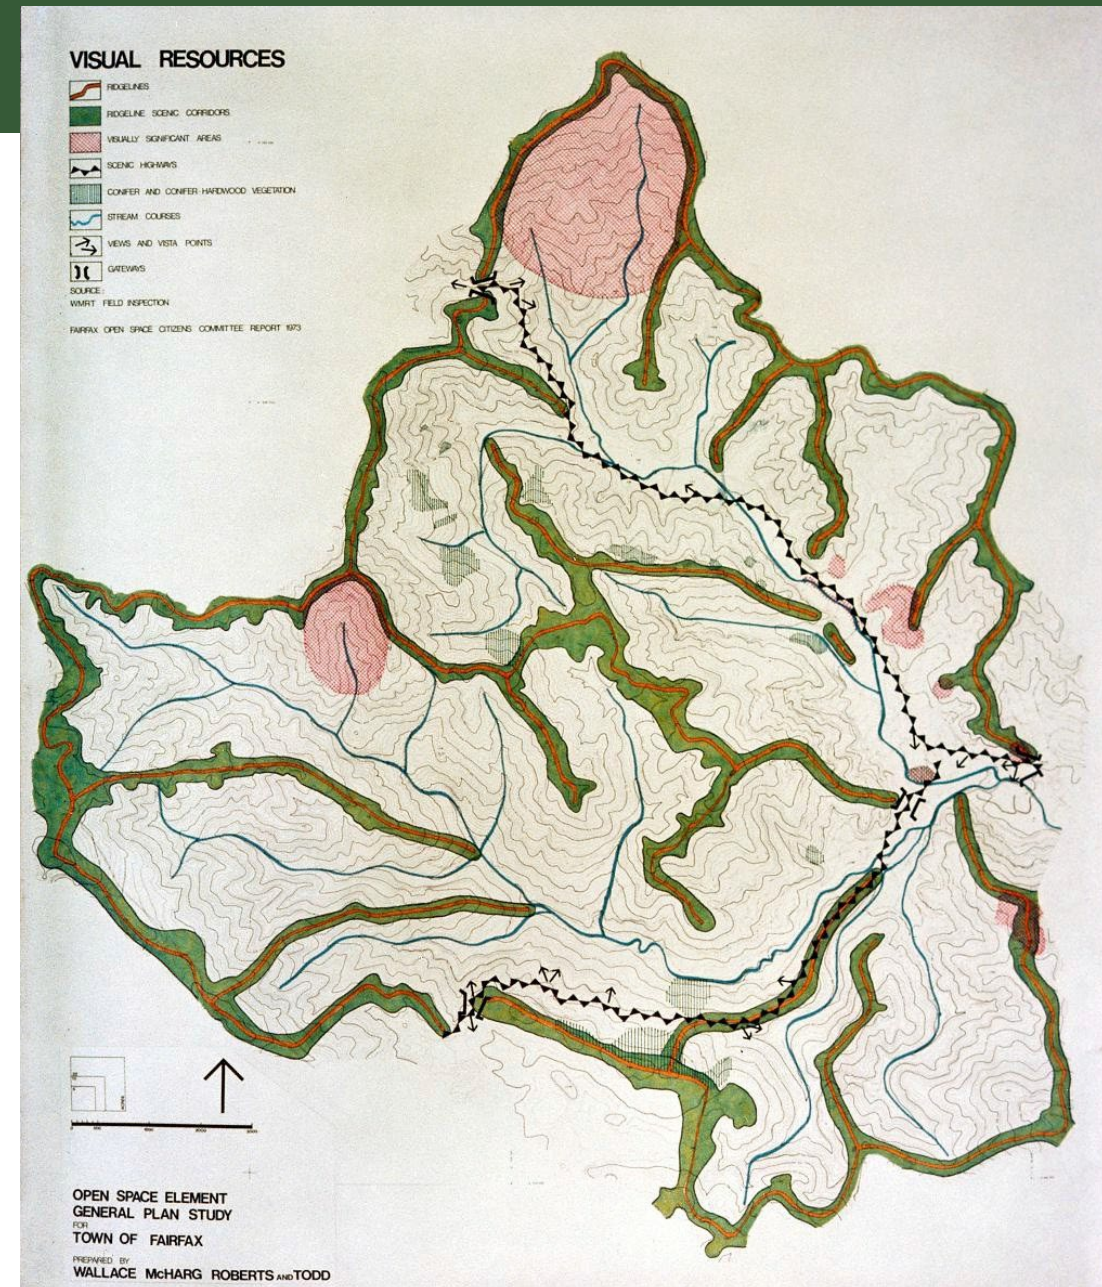 VISUAL RESOURCES
RIDGELINES
RIDGELINE SCENIC CORRIDORS
VISUALLY SIGNIFICANT AREAS
SCENIC HIGHWAYS
CONIFER AND CONIFER-HARDWOOD VEGETATION
STREAM COURSES
VIEWS AND VISTA POINTS
GATEWAYS
SOURCE:
WMRT FIELD INSPECTION
FAIRFAX OPEN SPACE CITIZENS COMMITTEE REPORT 1973
OPEN SPACE ELEMENT
GENERAL PLAN STUDY
FOR
TOWN OF FAIRFAX
PREPARED BY
WALLACE McHARG ROBERTS AND TODD